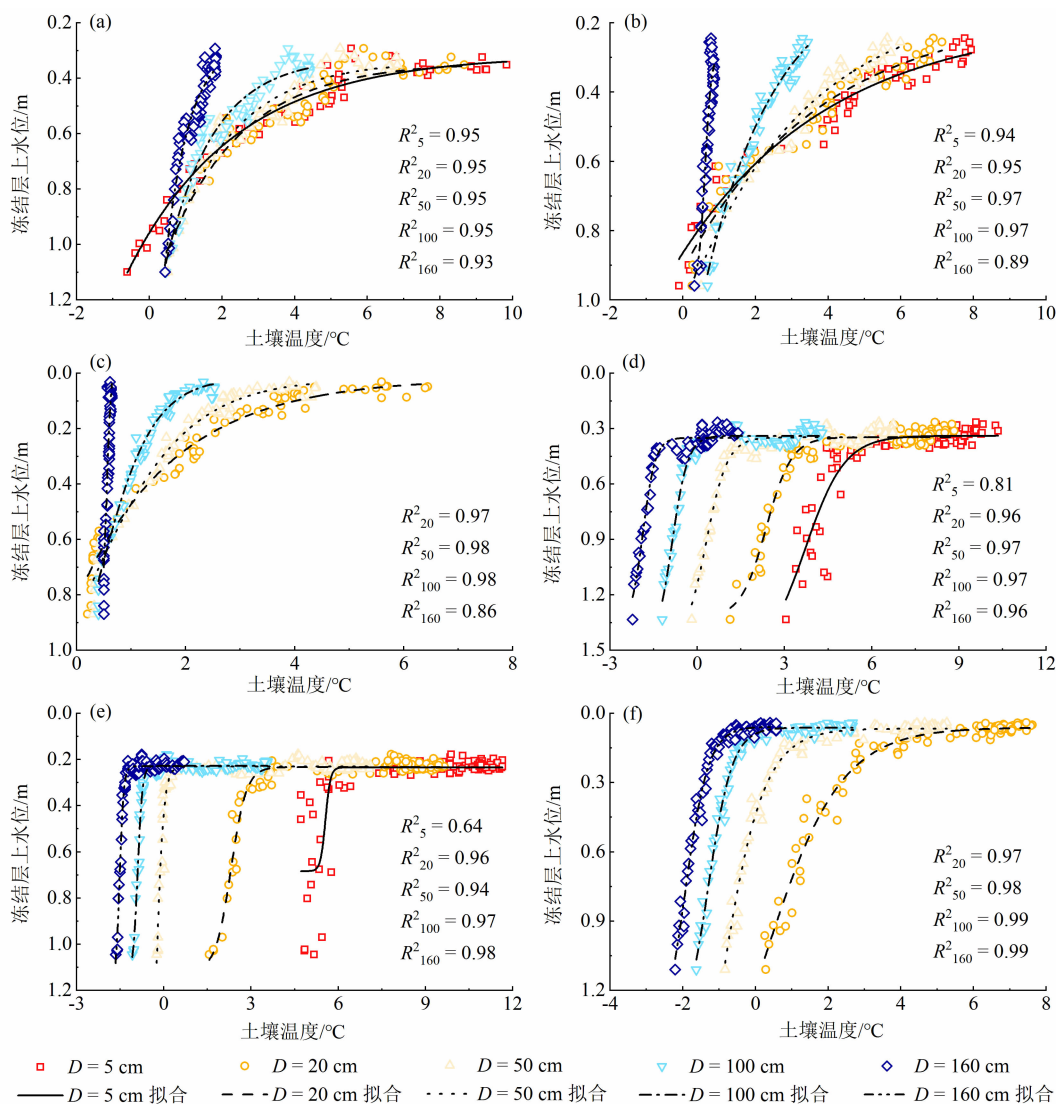 (a)
0.2
0.4
0.6
0.8
1.0
1.2
冻结层上水位/m
R²₅ = 0.95
R²₂₀ = 0.95
R²₅₀ = 0.95
R²₁₀₀ = 0.95
R²₁₆₀ = 0.93
-2 0 2 4 6 8 10
土壤温度/℃
(b)
0.2
0.4
0.6
0.8
1.0
冻结层上水位/m
R²₅ = 0.94
R²₂₀ = 0.95
R²₅₀ = 0.97
R²₁₀₀ = 0.97
R²₁₆₀ = 0.89
-2 0 2 4 6 8 10
土壤温度/℃
(c)
0.0
0.2
0.4
0.6
0.8
1.0
冻结层上水位/m
R²₂₀ = 0.97
R²₅₀ = 0.98
R²₁₀₀ = 0.98
R²₁₆₀ = 0.86
0 2 4 6 8
土壤温度/℃
(d)
0.0
0.3
0.6
0.9
1.2
1.5
冻结层上水位/m
R²₅ = 0.81
R²₂₀ = 0.96
R²₅₀ = 0.97
R²₁₀₀ = 0.97
R²₁₆₀ = 0.96
-3 0 3 6 9 12
土壤温度/℃
(e)
0.0
0.2
0.4
0.6
0.8
1.0
1.2
冻结层上水位/m
R²₅ = 0.64
R²₂₀ = 0.96
R²₅₀ = 0.94
R²₁₀₀ = 0.97
R²₁₆₀ = 0.98
-3 0 3 6 9 12
土壤温度/℃
(f)
0.0
0.3
0.6
0.9
1.2
冻结层上水位/m
R²₂₀ = 0.97
R²₅₀ = 0.98
R²₁₀₀ = 0.99
R²₁₆₀ = 0.99
-4 -2 0 2 4 6 8
土壤温度/℃
D = 5 cm D = 20 cm D = 50 cm D = 100 cm D = 160 cm
D = 5 cm 拟合 D = 20 cm 拟合 D = 50 cm 拟合 D = 100 cm 拟合 D = 160 cm 拟合